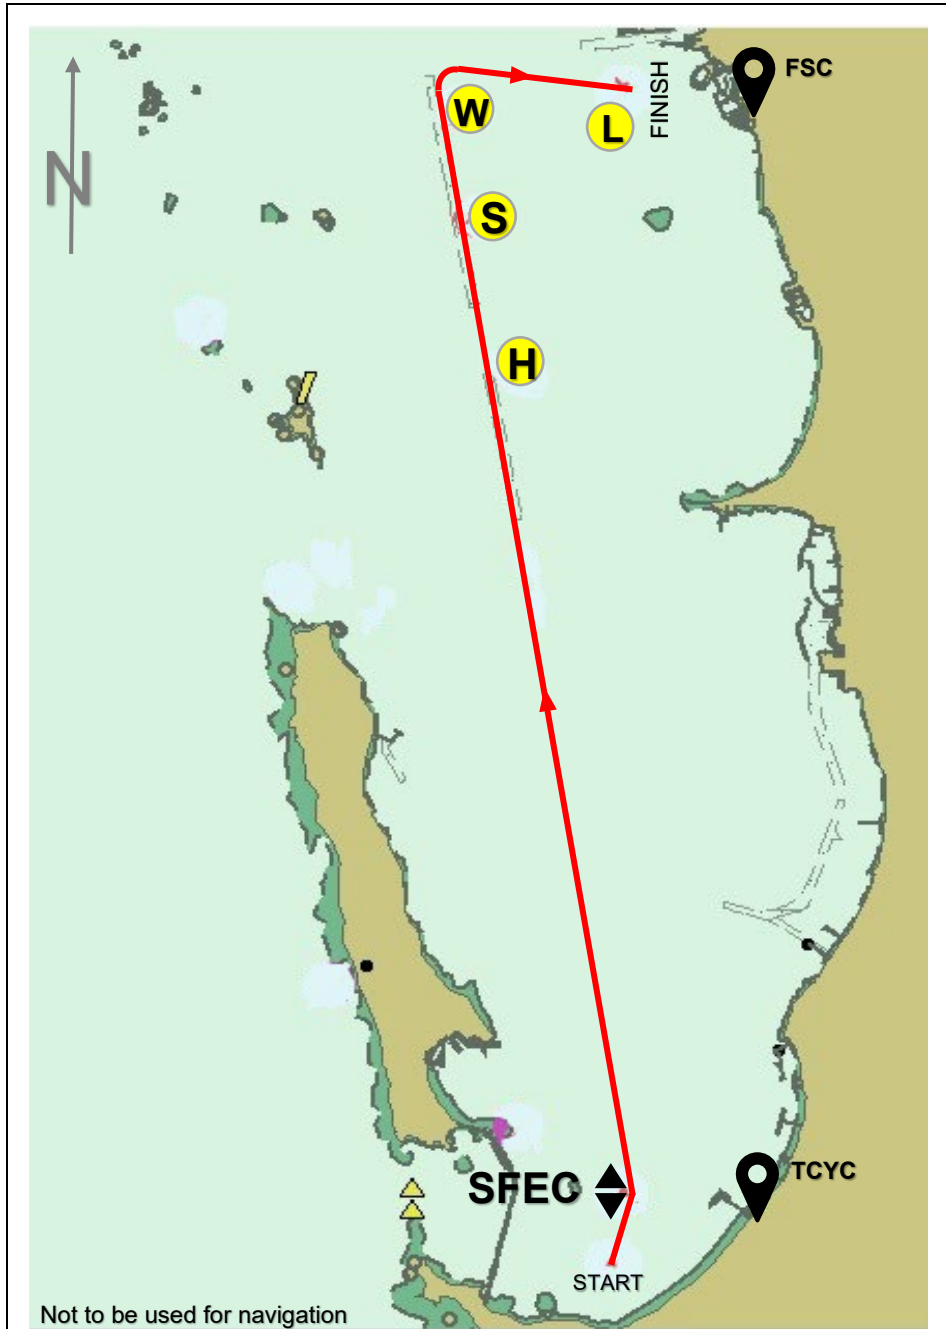 FSC
N
W
L
FINISH
S
H
SFEC
TCYC
START
Not to be used for navigation